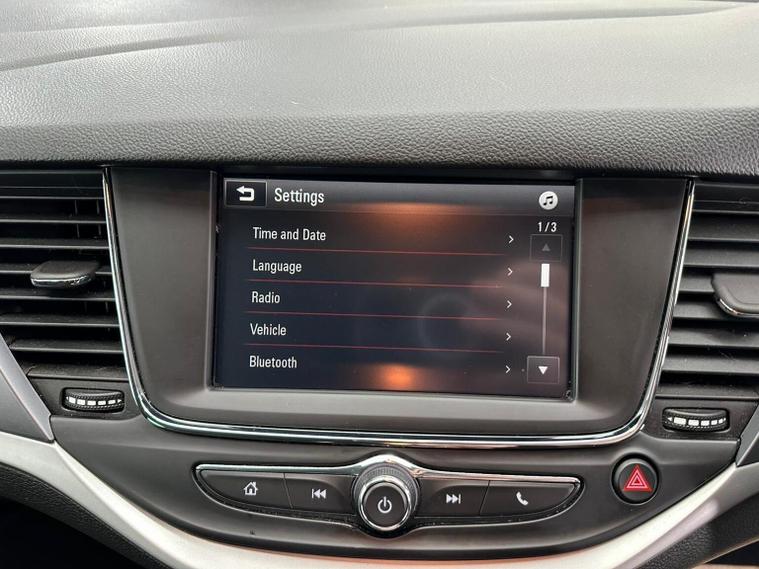 Settings
1/3
Time and Date
Language
Radio
Vehicle
Bluetooth